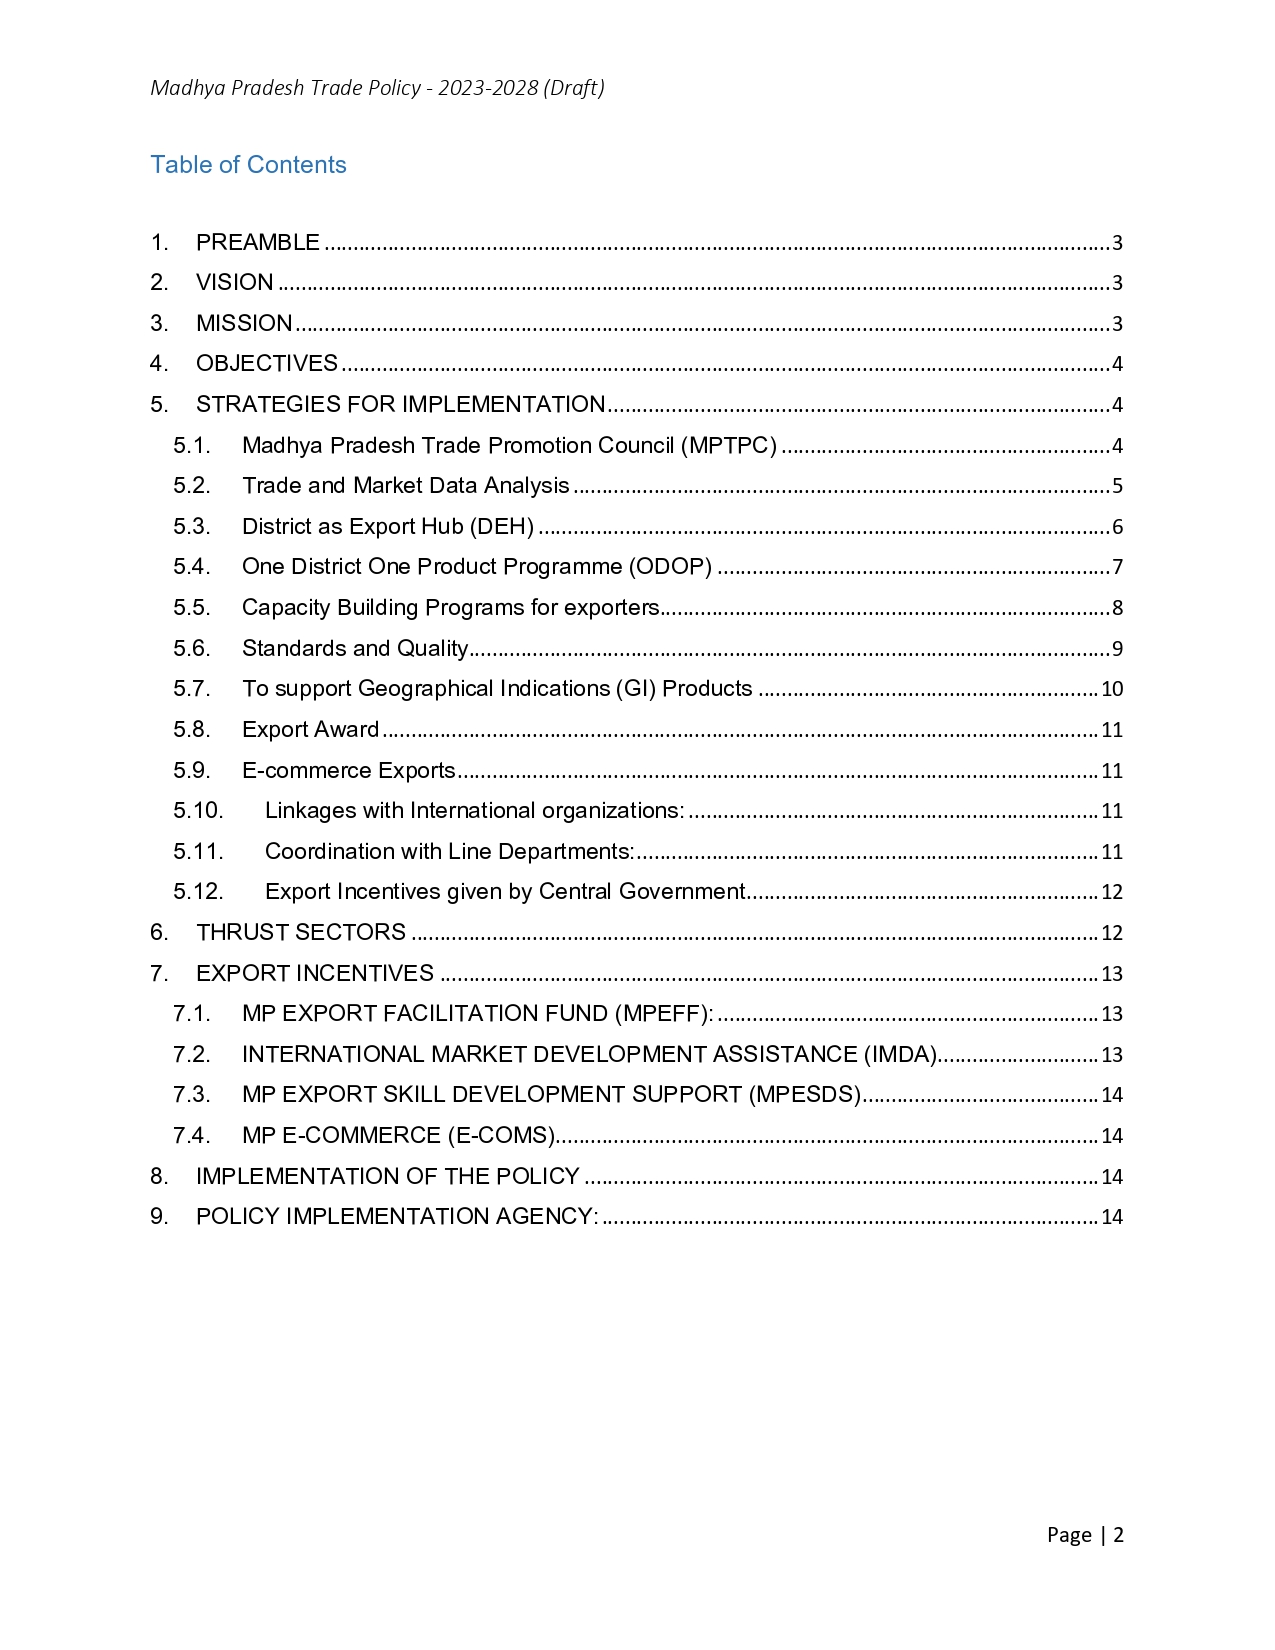 Madhya Pradesh Trade Policy - 2023-2028 (Draft)
Table of Contents
1. PREAMBLE ........................................ 3
2. VISION ........................................ 3
3. MISSION ........................................ 3
4. OBJECTIVES ........................................ 4
5. STRATEGIES FOR IMPLEMENTATION ........................................ 4
5.1. Madhya Pradesh Trade Promotion Council (MPTPC) ........................................ 4
5.2. Trade and Market Data Analysis ........................................ 5
5.3. District as Export Hub (DEH) ........................................ 6
5.4. One District One Product Programme (ODOP) ........................................ 7
5.5. Capacity Building Programs for exporters ........................................ 8
5.6. Standards and Quality ........................................ 9
5.7. To support Geographical Indications (GI) Products ........................................ 10
5.8. Export Award ........................................ 11
5.9. E-commerce Exports ........................................ 11
5.10. Linkages with International organizations: ........................................ 11
5.11. Coordination with Line Departments: ........................................ 11
5.12. Export Incentives given by Central Government ........................................ 12
6. THRUST SECTORS ........................................ 12
7. EXPORT INCENTIVES ........................................ 13
7.1. MP EXPORT FACILITATION FUND (MPEFF): ........................................ 13
7.2. INTERNATIONAL MARKET DEVELOPMENT ASSISTANCE (IMDA) ........................................ 13
7.3. MP EXPORT SKILL DEVELOPMENT SUPPORT (MPESDS) ........................................ 14
7.4. MP E-COMMERCE (E-COMS) ........................................ 14
8. IMPLEMENTATION OF THE POLICY ........................................ 14
9. POLICY IMPLEMENTATION AGENCY: ........................................ 14
Page | 2